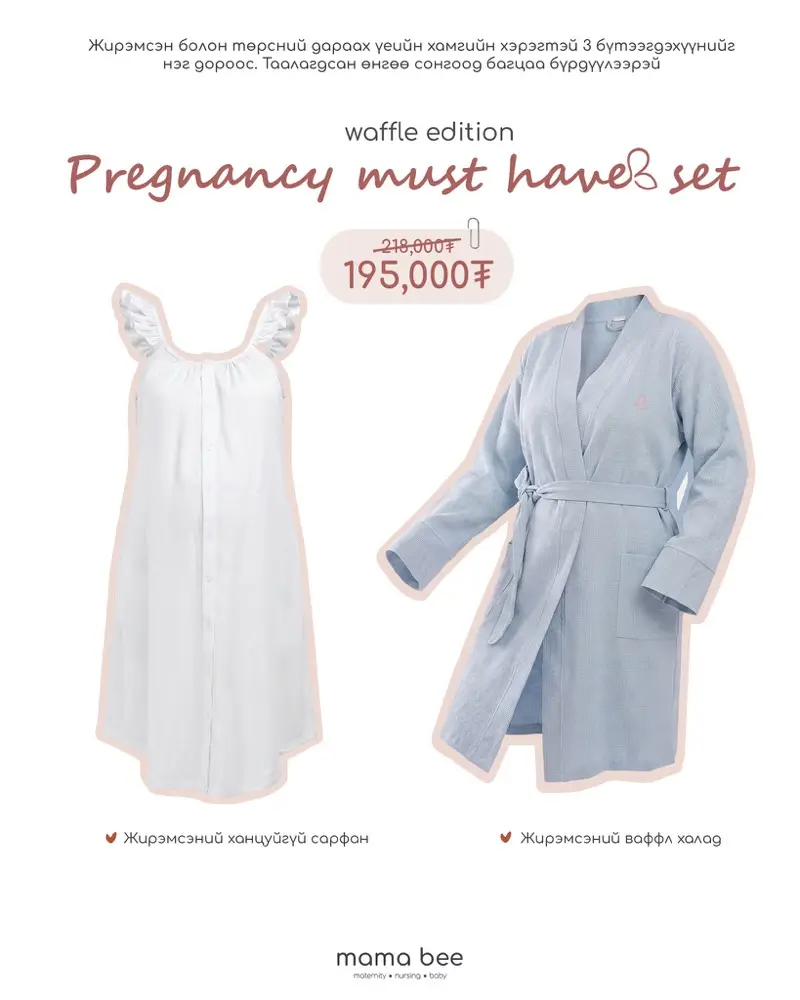 Жирэмсэн болон төрсний дараах үеийн хамгийн хэрэгтэй 3 бүтээгдэхүүнийг
нэг дороос. Таалагдсан өнгөө сонгоод багцаа бүрдүүлээрэй
waffle edition
Pregnancy must have set
218,000₮
195,000₮
Жирэмсэний ханцуйгүй сарфан
Жирэмсэний ваффл халад
mama bee
maternity • nursing • baby